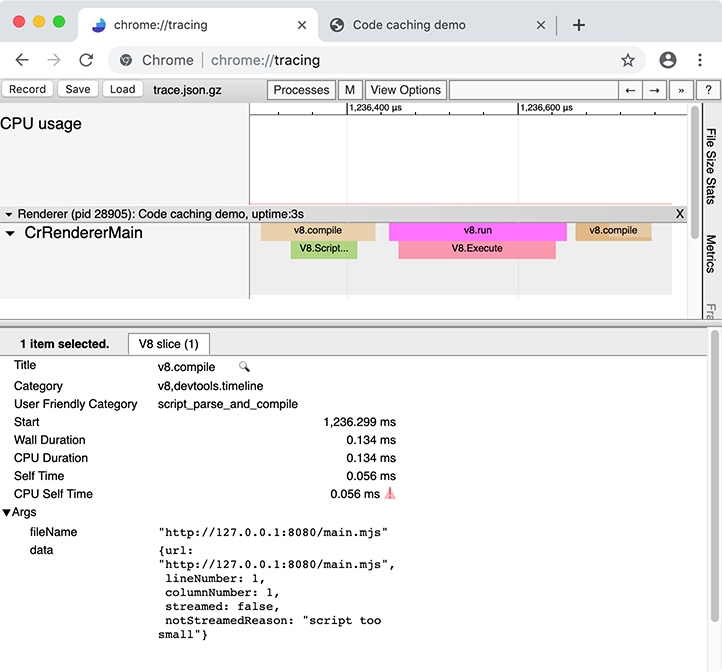 chrome://tracing
Code caching demo
Chrome | chrome://tracing
Record Save Load trace.json.gz Processes M View Options ← → » ?
1,236,400 µs 1,236,600 µs
CPU usage
File Size Stats
Metrics
Fra
Renderer (pid 28905): Code caching demo, uptime:3s X
CrRendererMain
v8.compile v8.run v8.compile
V8.Script... V8.Execute
1 item selected. V8 slice (1)
Title v8.compile
Category v8,devtools.timeline
User Friendly Category script_parse_and_compile
Start 1,236.299 ms
Wall Duration 0.134 ms
CPU Duration 0.134 ms
Self Time 0.056 ms
CPU Self Time 0.056 ms
Args
fileName "http://127.0.0.1:8080/main.mjs"
data {url:
"http://127.0.0.1:8080/main.mjs",
lineNumber: 1,
columnNumber: 1,
streamed: false,
notStreamedReason: "script too
small"}